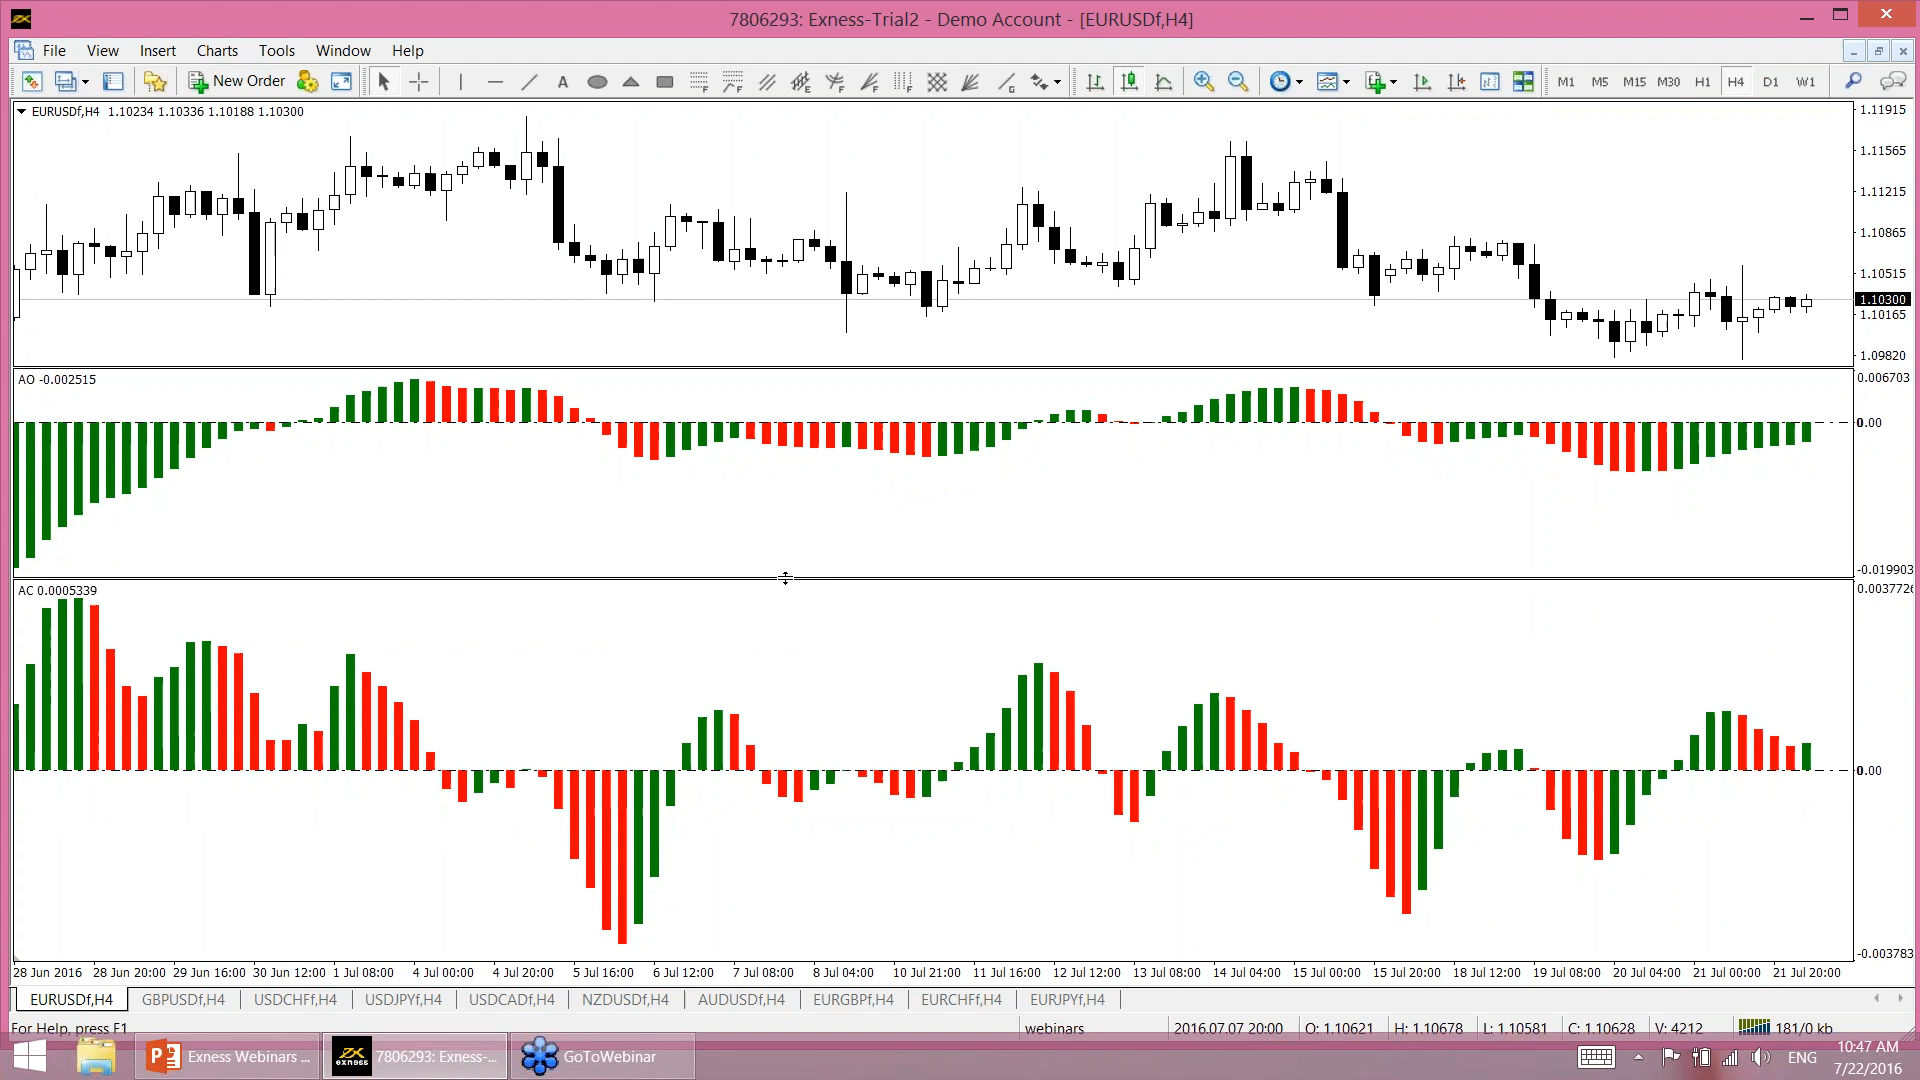 7806293: Exness-Trial2 - Demo Account - [EURUSDf,H4]
File View Insert Charts Tools Window Help
New Order M1 M5 M15 M30 H1 H4 D1 W1
EURUSDf,H4 1.10234 1.10336 1.10188 1.10300
1.11915
1.11565
1.11215
1.10865
1.10515
1.10300
1.10165
1.09820
AO -0.002515
0.006703
0.00
-0.019903
AC 0.0005339
0.0037726
0.00
-0.003783
28 Jun 2016 28 Jun 20:00 29 Jun 16:00 30 Jun 12:00 1 Jul 08:00 4 Jul 00:00 4 Jul 20:00 5 Jul 16:00 6 Jul 12:00 7 Jul 08:00 8 Jul 04:00 10 Jul 21:00 11 Jul 16:00 12 Jul 12:00 13 Jul 08:00 14 Jul 04:00 15 Jul 00:00 15 Jul 20:00 18 Jul 12:00 19 Jul 08:00 20 Jul 04:00 21 Jul 00:00 21 Jul 20:00
EURUSDf,H4 GBPUSDf,H4 USDCHFf,H4 USDJPYf,H4 USDCADf,H4 NZDUSDf,H4 AUDUSDf,H4 EURGBPf,H4 EURCHFf,H4 EURJPYf,H4
For Help, press F1 webinars 2016.07.07 20:00 O: 1.10621 H: 1.10678 L: 1.10581 C: 1.10628 V: 4212 181/0 kb
Exness Webinars ... exness 7806293: Exness-... GoToWebinar ENG 10:47 AM
7/22/2016